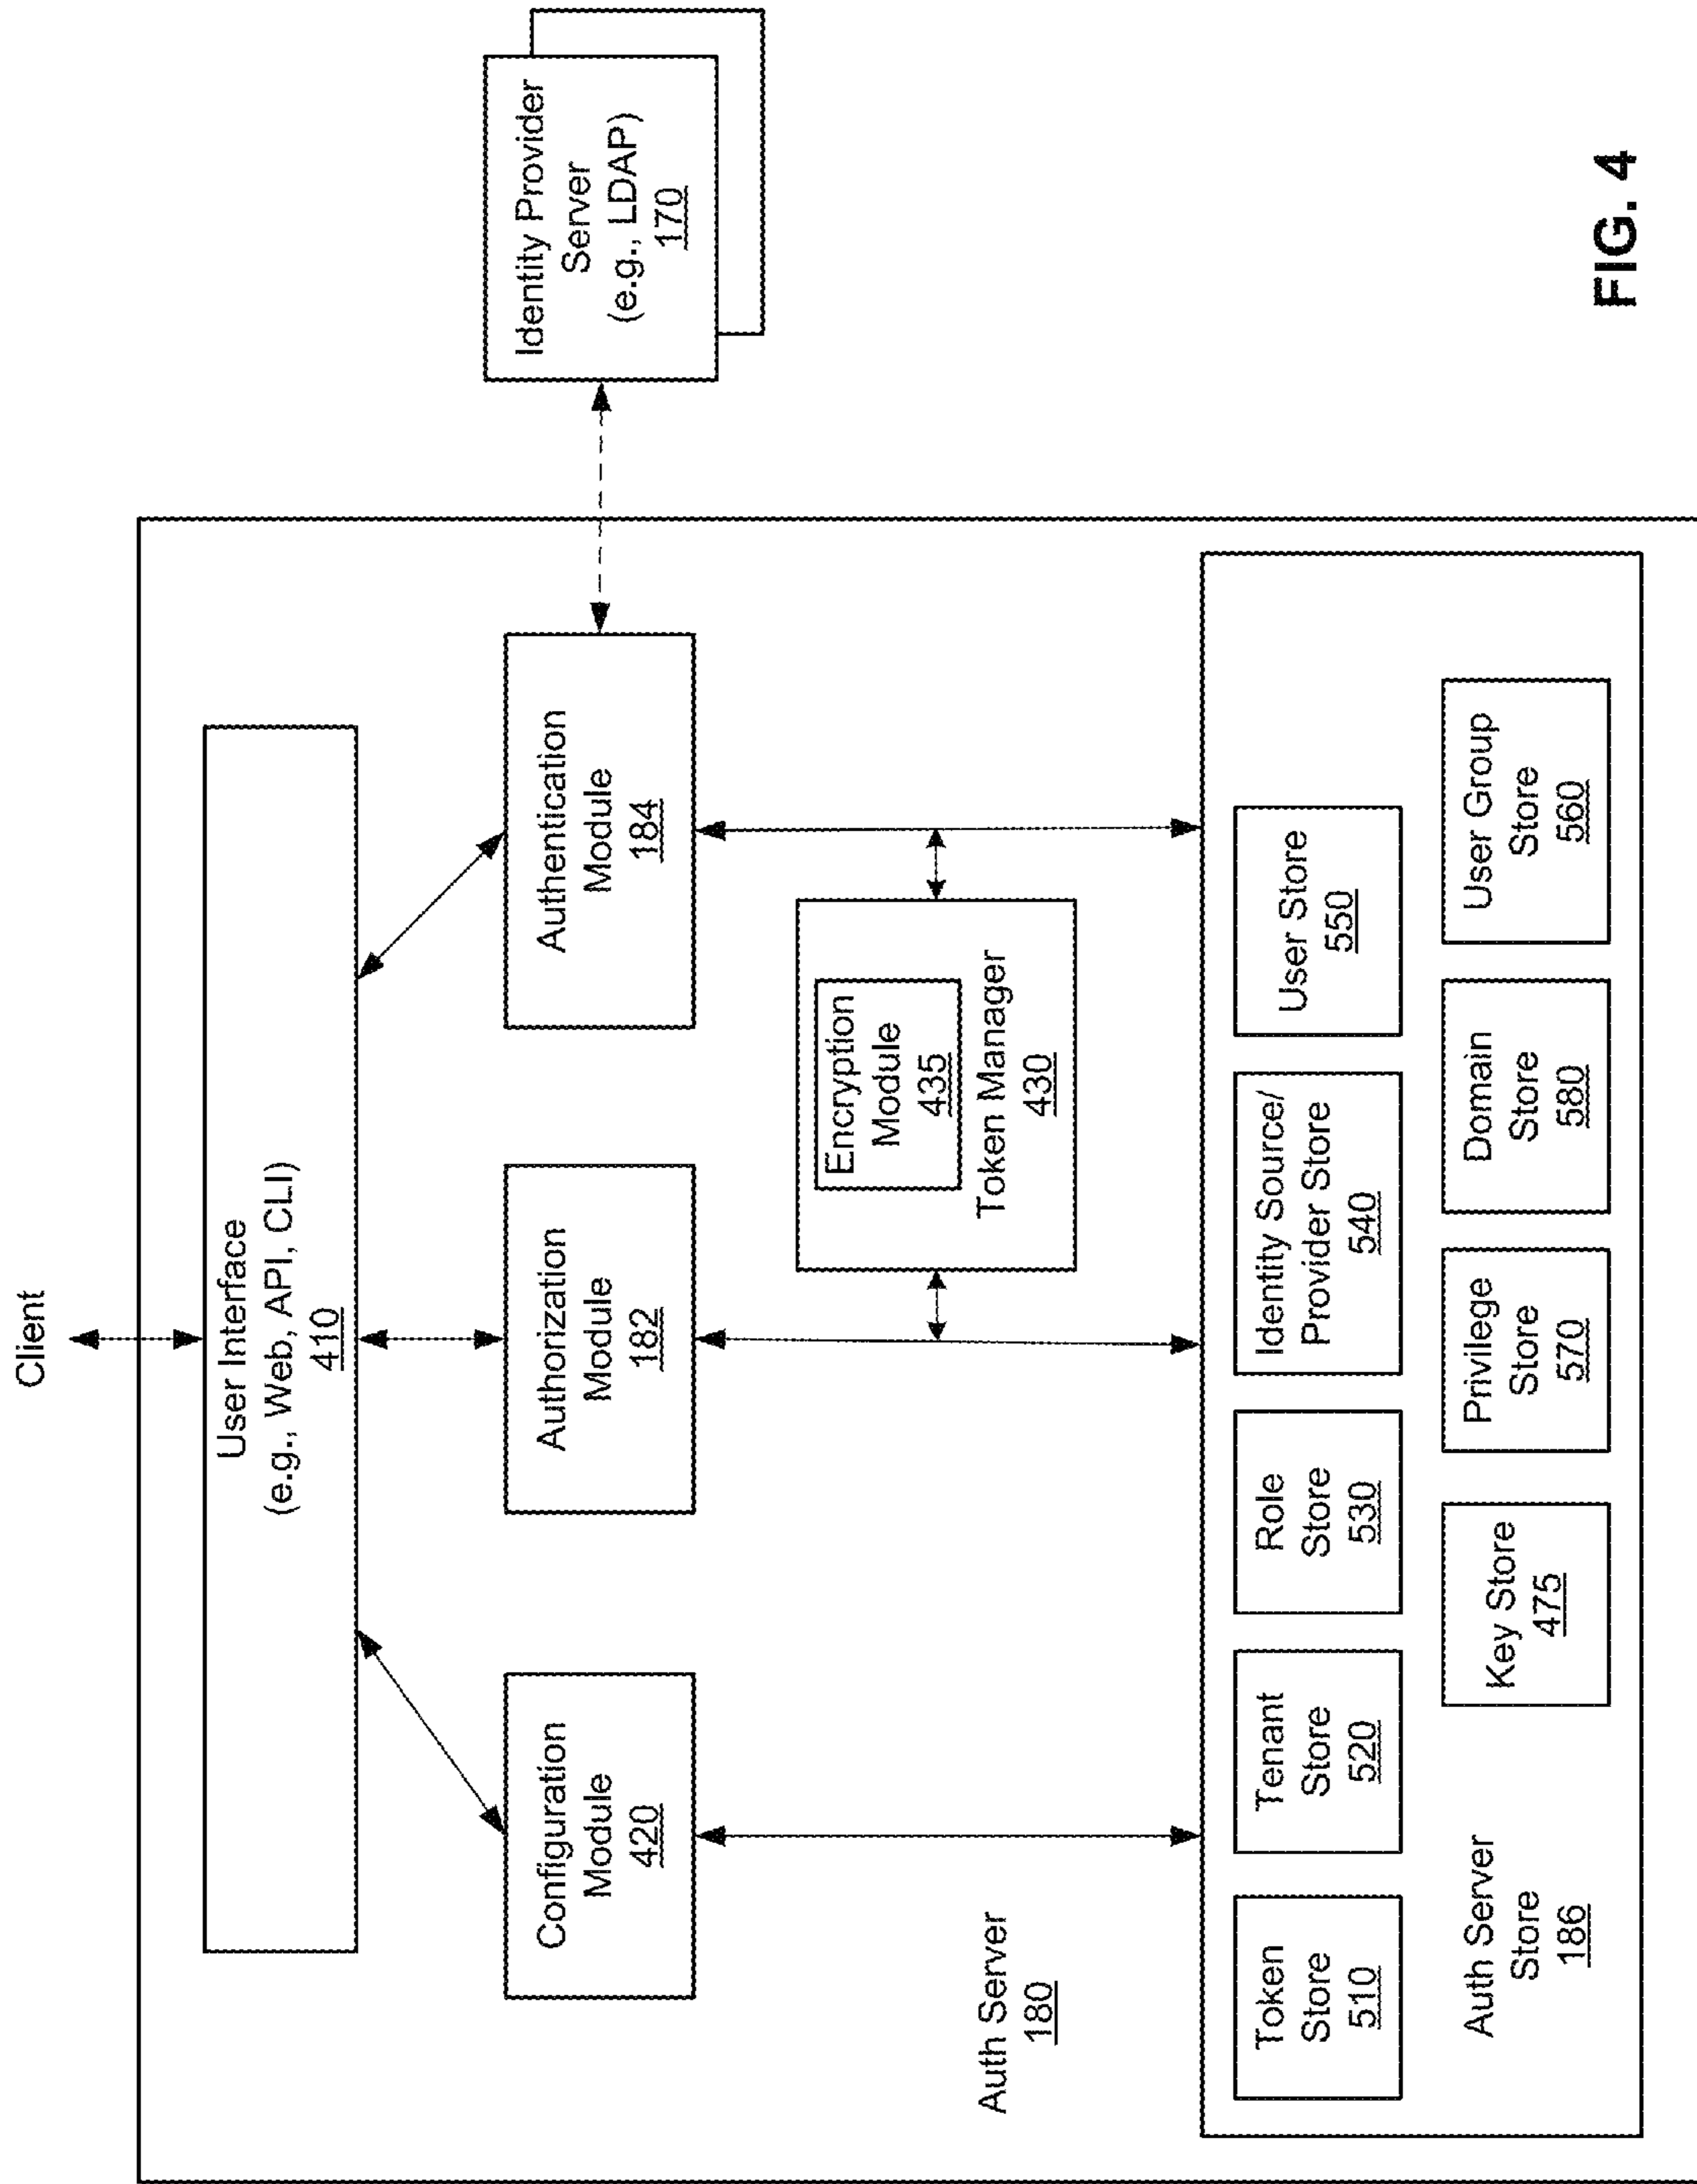 Client
User Interface
(e.g., Web, API, CLI)
410
Configuration
Module
420
Authorization
Module
182
Authentication
Module
184
Identity Provider
Server
(e.g., LDAP)
170
Encryption
Module
435
Token Manager
430
Auth Server
180
Token
Store
510
Tenant
Store
520
Role
Store
530
Identity Source/
Provider Store
540
User Store
550
Auth Server
Store
186
Key Store
475
Privilege
Store
570
Domain
Store
580
User Group
Store
560
FIG. 4